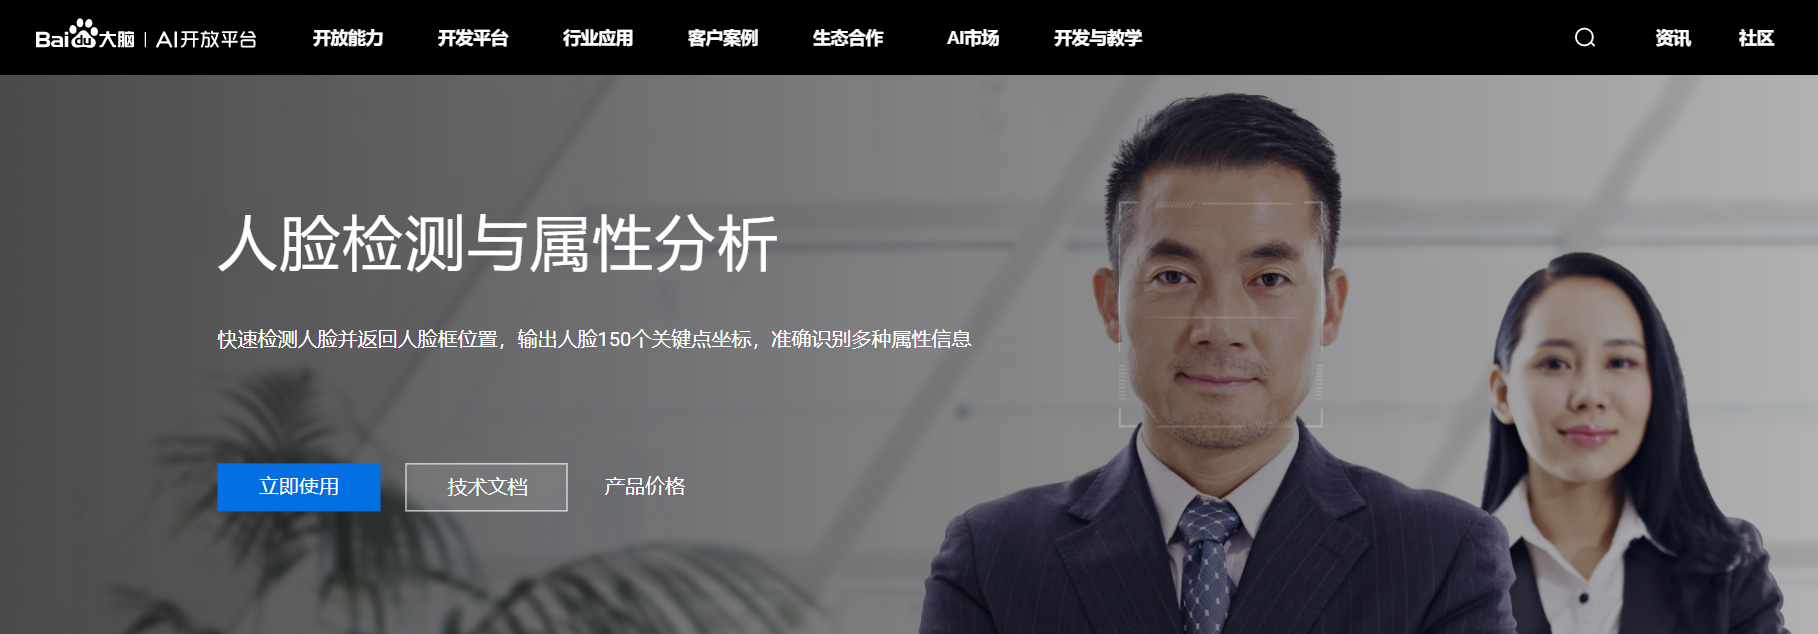 Baidu大脑 | AI开放平台 开放能力 开发平台 行业应用 客户案例 生态合作 AI市场 开发与教学 资讯 社区
人脸检测与属性分析
快速检测人脸并返回人脸框位置，输出人脸150个关键点坐标，准确识别多种属性信息
立即使用 技术文档 产品价格